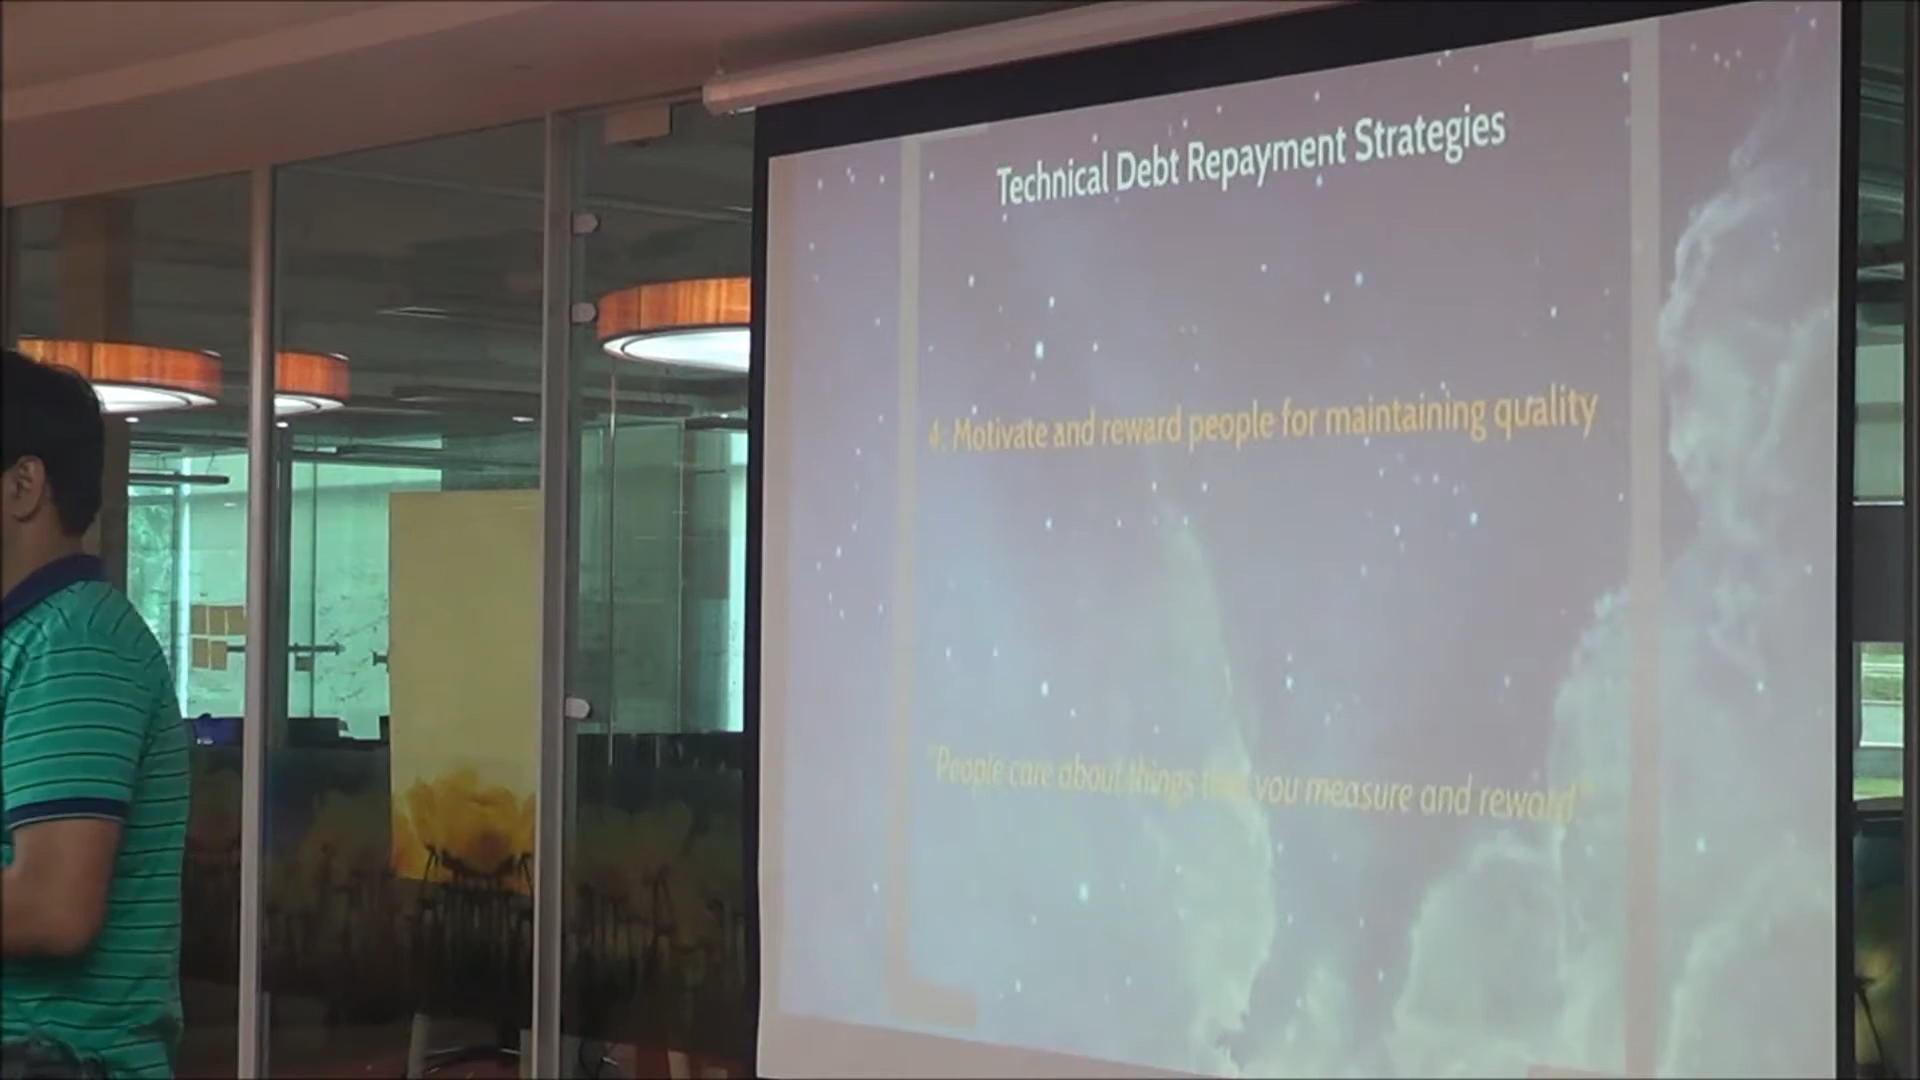 Technical Debt Repayment Strategies
4. Motivate and reward people for maintaining quality
"People care about things that you measure and reward"